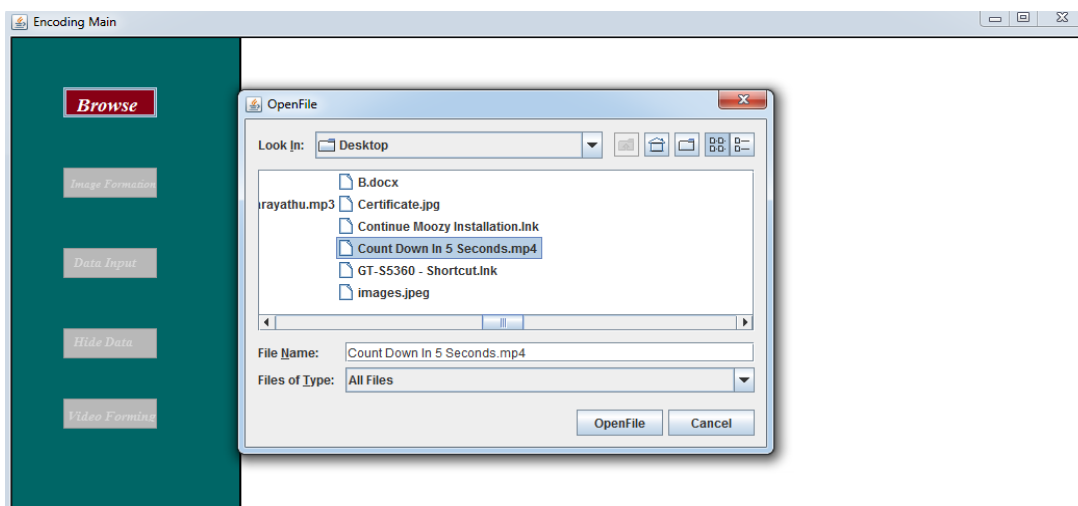 Encoding Main
Browse
Image Formation
Data Input
Hide Data
Video Forming
OpenFile
Look In: Desktop
B.docx
ırayathu.mp3 Certificate.jpg
Continue Moozy Installation.lnk
Count Down In 5 Seconds.mp4
GT-S5360 - Shortcut.lnk
images.jpeg
File Name: Count Down In 5 Seconds.mp4
Files of Type: All Files
OpenFile Cancel